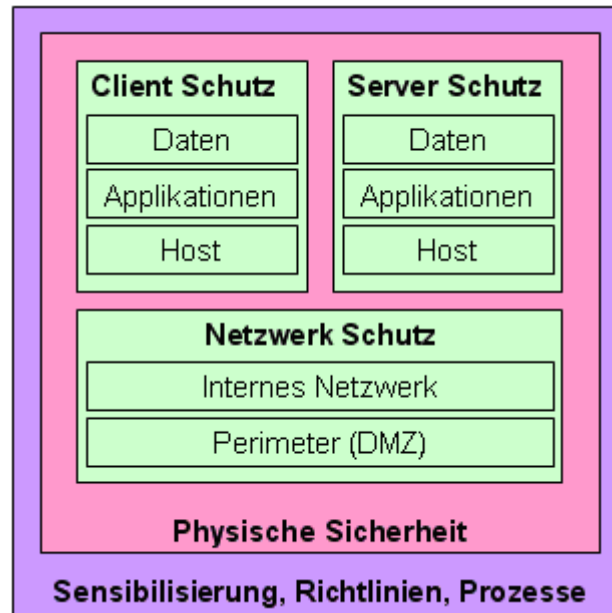 Client Schutz
Daten
Applikationen
Host
Server Schutz
Daten
Applikationen
Host
Netzwerk Schutz
Internes Netzwerk
Perimeter (DMZ)
Physische Sicherheit
Sensibilisierung, Richtlinien, Prozesse